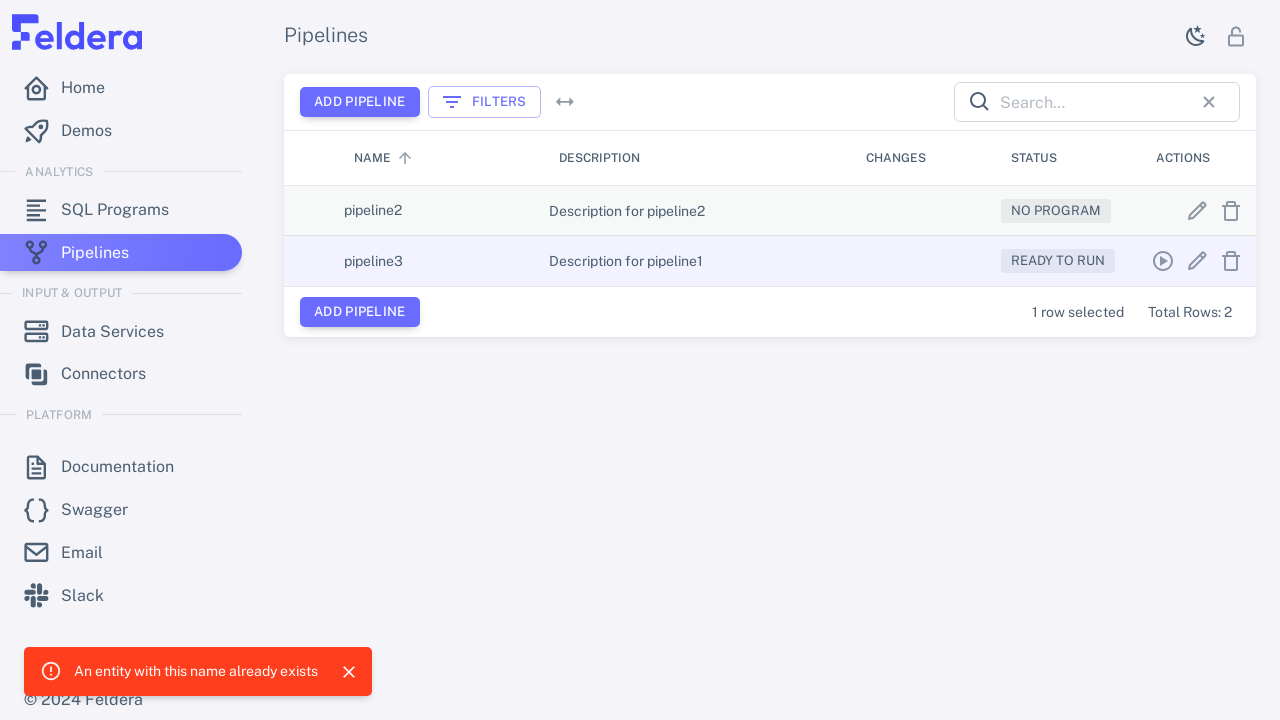 Feldera
Pipelines
Home
Demos
ANALYTICS
SQL Programs
Pipelines
INPUT & OUTPUT
Data Services
Connectors
PLATFORM
Documentation
Swagger
Email
Slack
ADD PIPELINE
FILTERS
Search...
NAME
DESCRIPTION
CHANGES
STATUS
ACTIONS
pipeline2
Description for pipeline2
NO PROGRAM
pipeline3
Description for pipeline1
READY TO RUN
ADD PIPELINE
1 row selected
Total Rows: 2
An entity with this name already exists
© 2024 Feldera